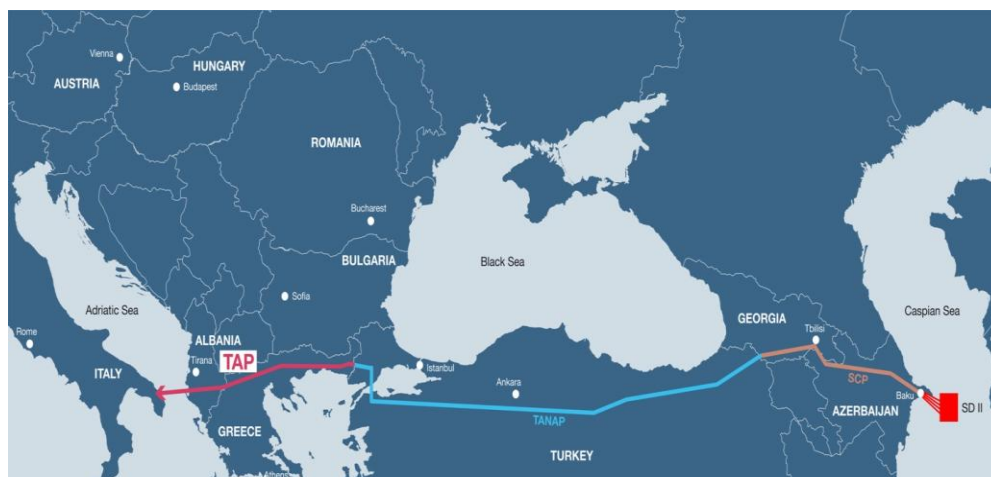 Vienna
HUNGARY
AUSTRIA
Budapest
ROMANIA
Bucharest
BULGARIA
Black Sea
Sofia
Adriatic Sea
Caspian Sea
GEORGIA
Rome
Tbilisi
ALBANIA
Tirana
TAP
Istanbul
ITALY
Ankara
SCP
Baku
SD II
AZERBAIJAN
TANAP
GREECE
TURKEY
Athens